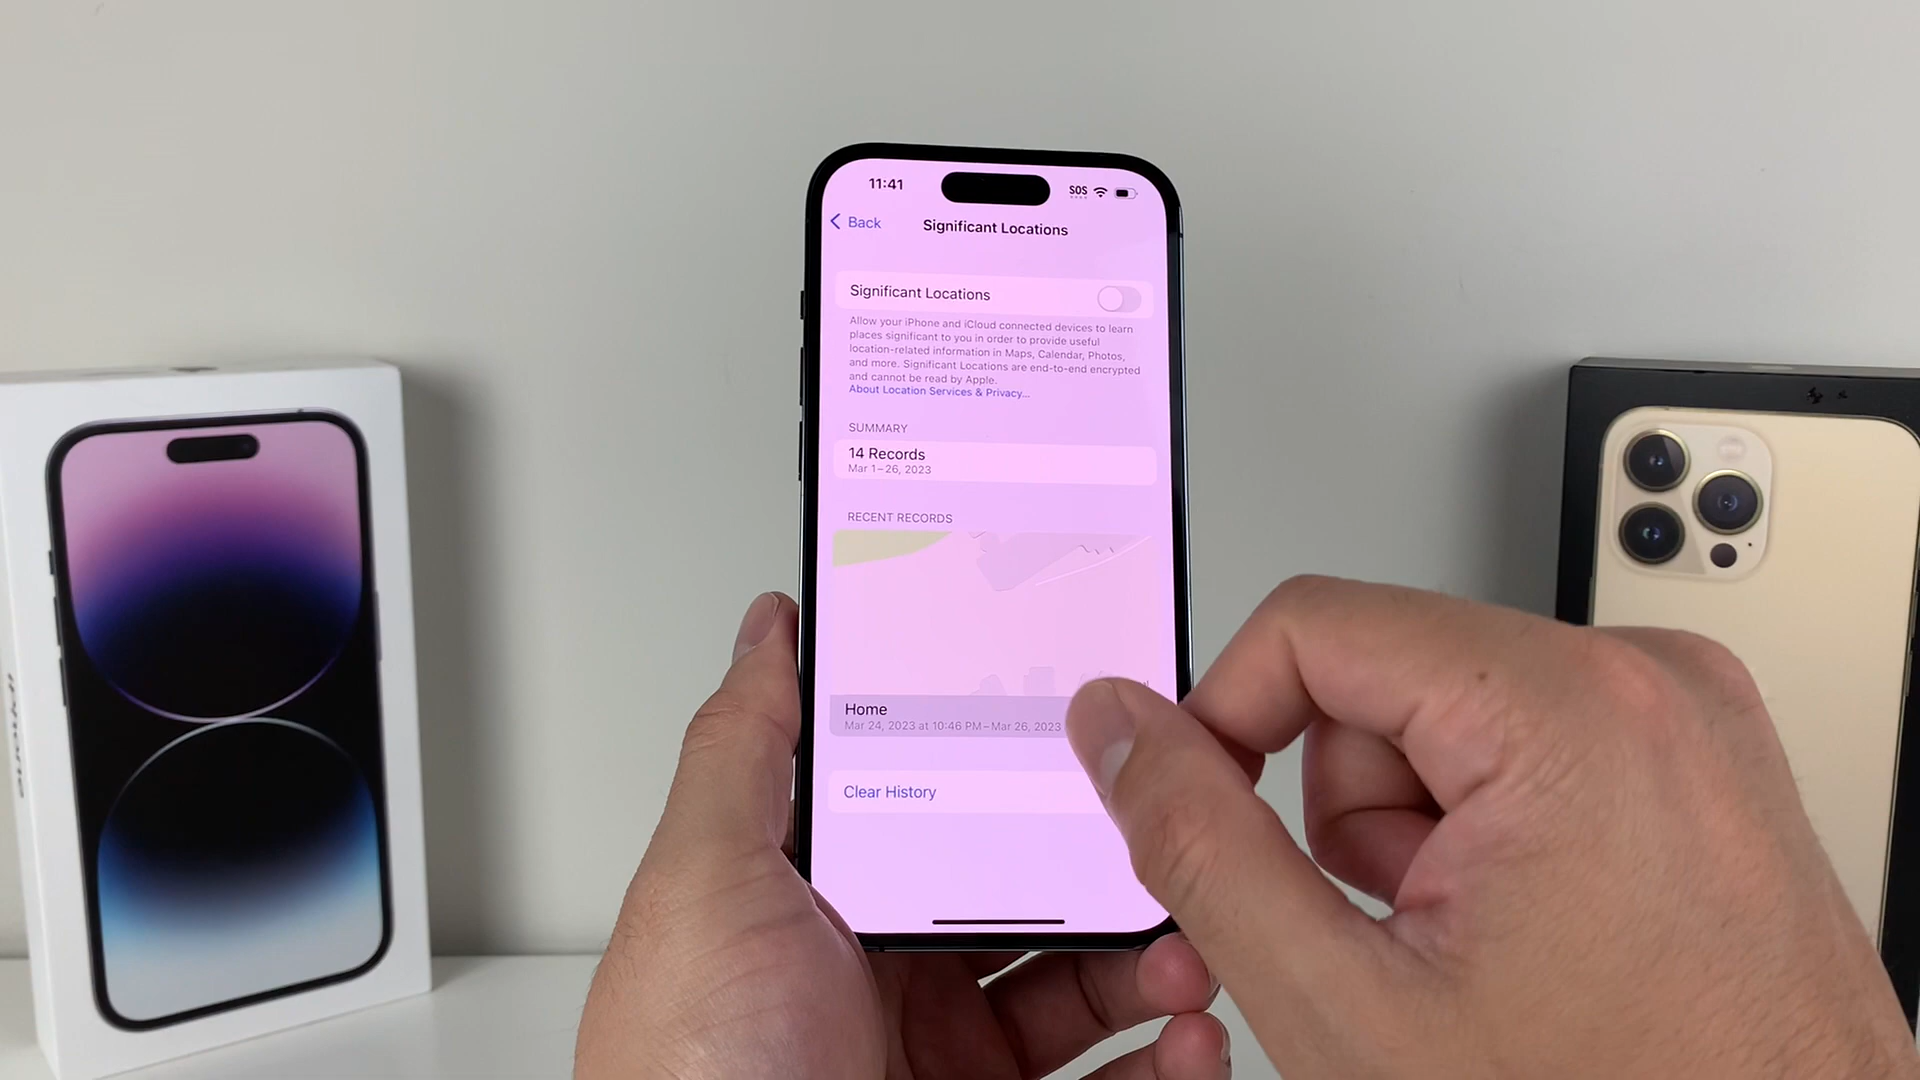 11:41
SOS
Back
Significant Locations
Significant Locations
Allow your iPhone and iCloud connected devices to learn
places significant to you in order to provide useful
location-related information in Maps, Calendar, Photos,
and more. Significant Locations are end-to-end encrypted
and cannot be read by Apple.
About Location Services & Privacy...
SUMMARY
14 Records
Mar 1–26, 2023
RECENT RECORDS
Home
Mar 24, 2023 at 10:46 PM–Mar 26, 2023
Clear History
iPhone